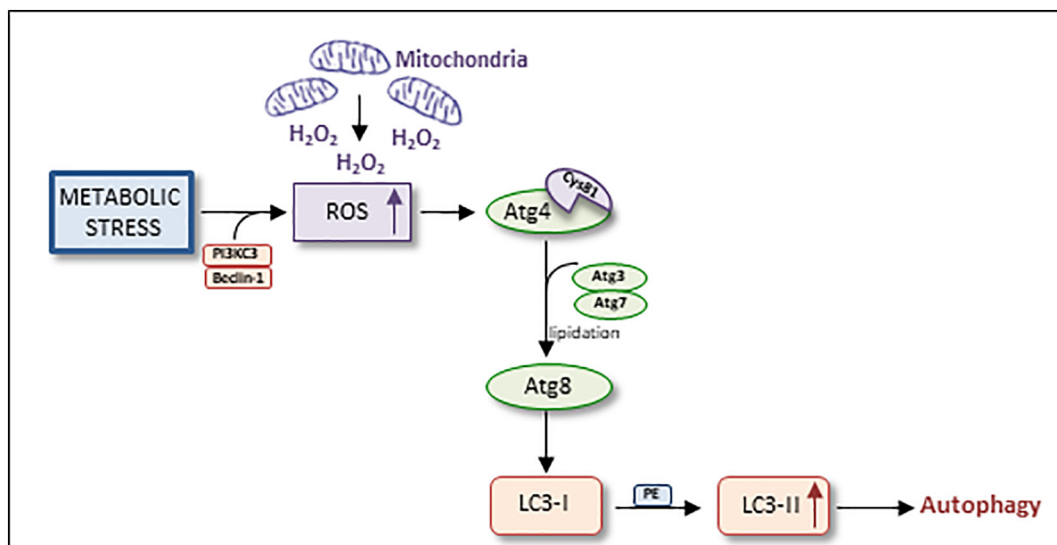 Mitochondria
H₂O₂
H₂O₂
H₂O₂
METABOLIC
STRESS
ROS
Atg4
Cys81
PI3KC3
Beclin-1
Atg3
Atg7
lipidation
Atg8
LC3-I
PE
LC3-II
Autophagy